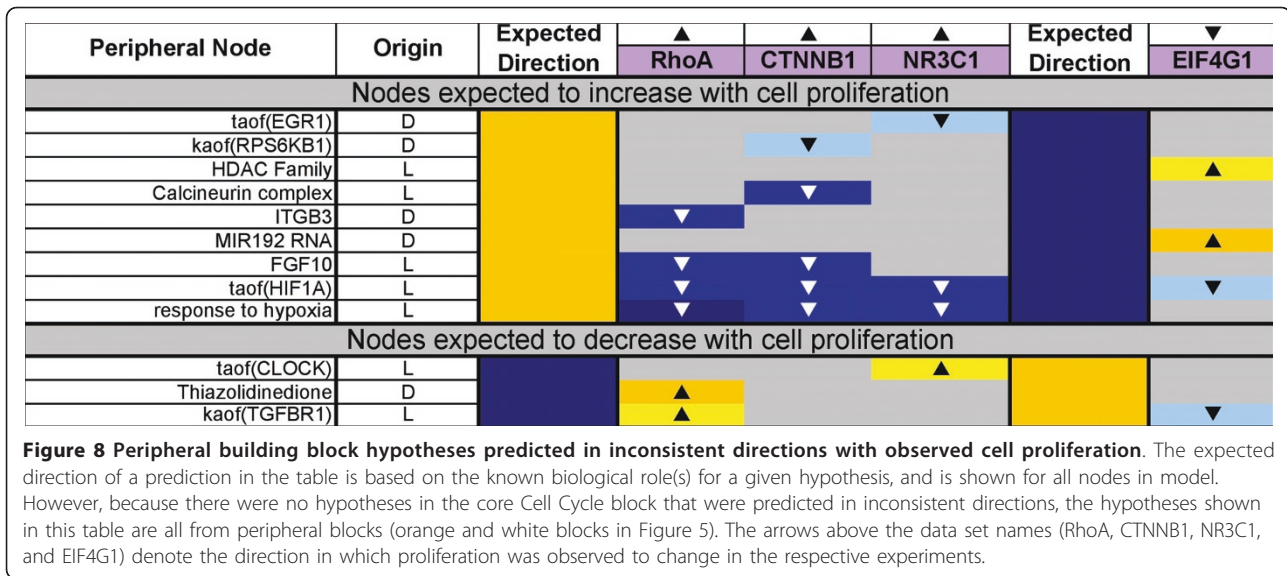 Peripheral Node Origin Expected Direction ▲ RhoA ▲ CTNNB1 ▲ NR3C1 Expected Direction ▼ EIF4G1
Nodes expected to increase with cell proliferation
taof(EGR1) D ▼
kaof(RPS6KB1) D ▼
HDAC Family L ▲
Calcineurin complex L ▼
ITGB3 D ▼
MIR192 RNA D ▲
FGF10 L ▼ ▼
taof(HIF1A) L ▼ ▼ ▼ ▼
response to hypoxia L ▼ ▼ ▼
Nodes expected to decrease with cell proliferation
taof(CLOCK) L ▲
Thiazolidinedione D ▲
kaof(TGFBR1) L ▲ ▼
Figure 8 Peripheral building block hypotheses predicted in inconsistent directions with observed cell proliferation. The expected
direction of a prediction in the table is based on the known biological role(s) for a given hypothesis, and is shown for all nodes in model.
However, because there were no hypotheses in the core Cell Cycle block that were predicted in inconsistent directions, the hypotheses shown
in this table are all from peripheral blocks (orange and white blocks in Figure 5). The arrows above the data set names (RhoA, CTNNB1, NR3C1,
and EIF4G1) denote the direction in which proliferation was observed to change in the respective experiments.